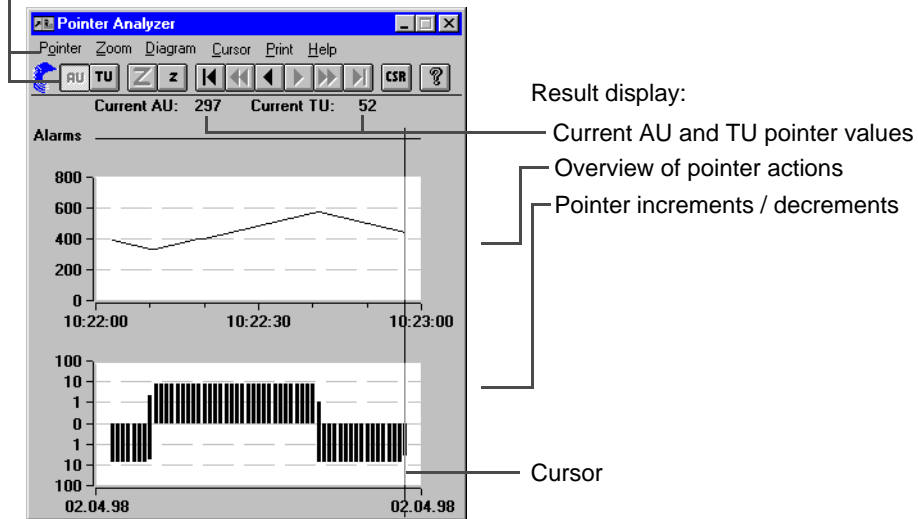 Pointer Analyzer
Pointer Zoom Diagram Cursor Print Help
AU TU Z z CSR ?
Current AU: 297 Current TU: 52
Alarms
800
600
400
200
0
10:22:00 10:22:30 10:23:00
100
10
1
0
1
10
100
02.04.98 02.04.98
Result display:
Current AU and TU pointer values
Overview of pointer actions
Pointer increments / decrements
Cursor